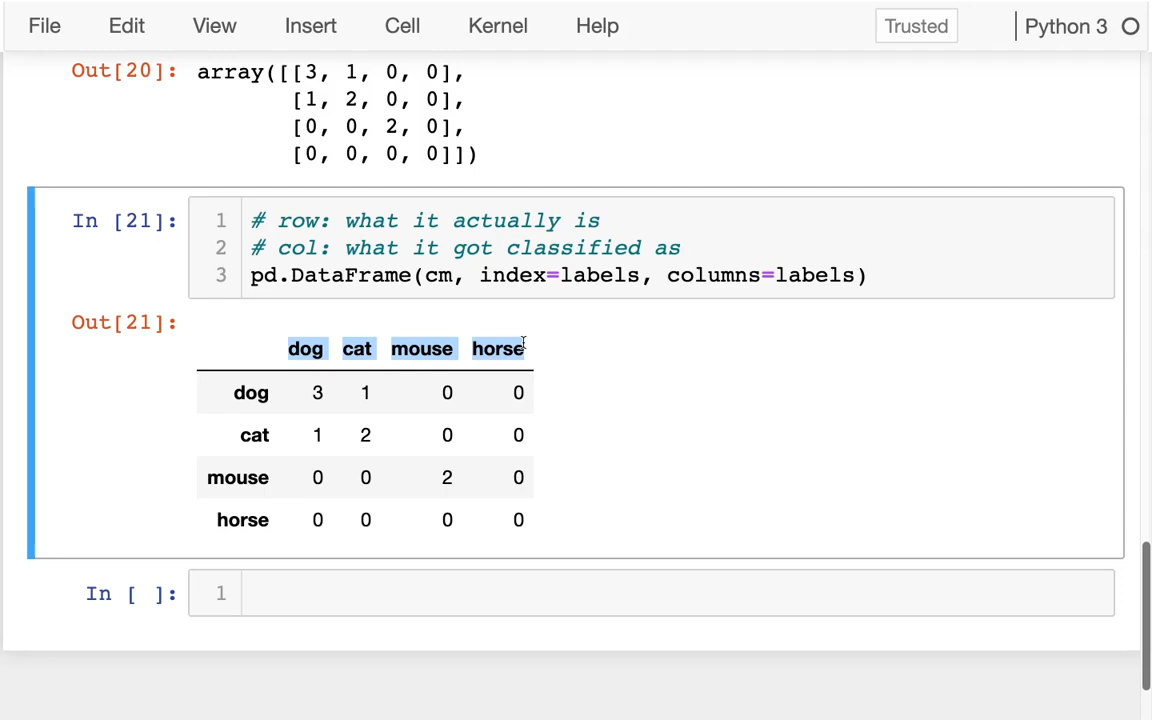 File Edit View Insert Cell Kernel Help Trusted Python 3
Out[20]: array([[3, 1, 0, 0],
[1, 2, 0, 0],
[0, 0, 2, 0],
[0, 0, 0, 0]])
In [21]: 1 # row: what it actually is
2 # col: what it got classified as
3 pd.DataFrame(cm, index=labels, columns=labels)
Out[21]:
dog cat mouse horse
dog 3 1 0 0
cat 1 2 0 0
mouse 0 0 2 0
horse 0 0 0 0
In [ ]: 1